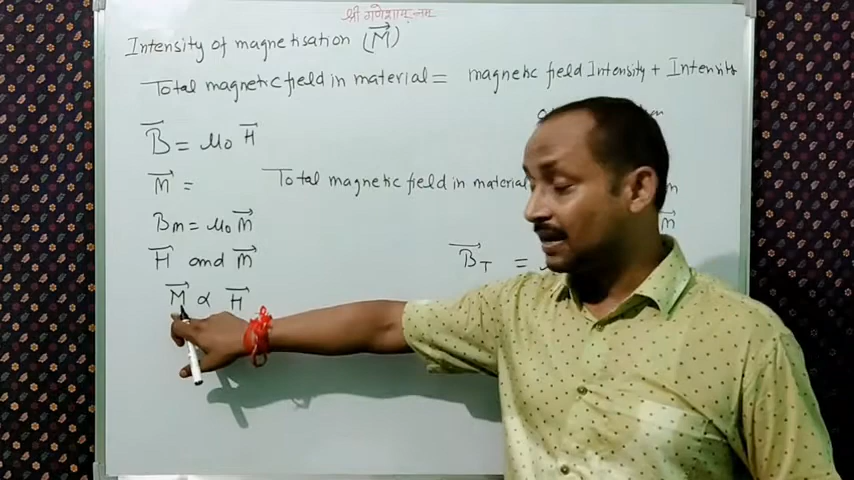 श्री गणेशाय नमः
Intensity of magnetisation (M⃗)
Total magnetic field in material = magnetic field Intensity + Intensity
B⃗ = μ₀ H⃗
M⃗ = Total magnetic field in material
Bm = μ₀ M⃗
H⃗ and M⃗
B⃗T =
M⃗ ∝ H⃗